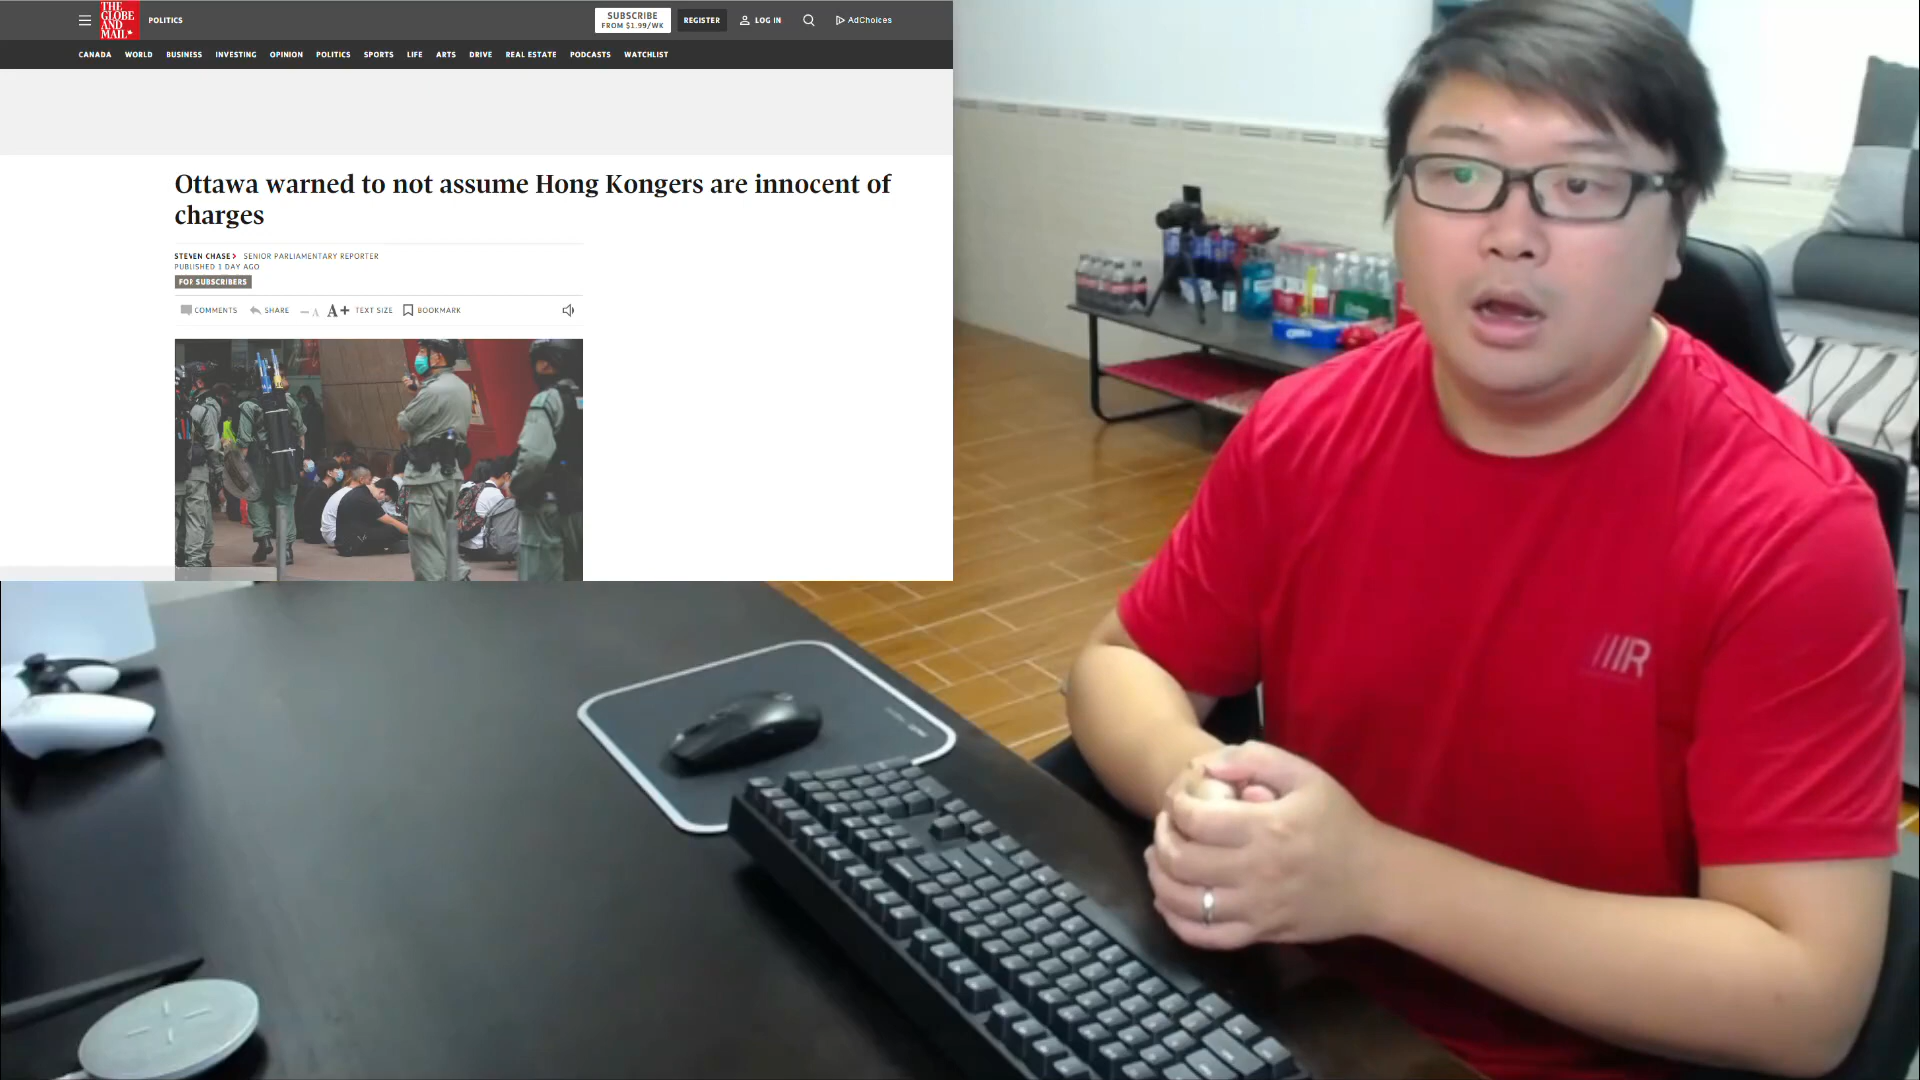 THE
GLOBE
AND
MAIL
POLITICS
SUBSCRIBE
FROM $1.99/WK
REGISTER
LOG IN
AdChoices
CANADA WORLD BUSINESS INVESTING OPINION POLITICS SPORTS LIFE ARTS DRIVE REAL ESTATE PODCASTS WATCHLIST
Ottawa warned to not assume Hong Kongers are innocent of
charges
STEVEN CHASE > SENIOR PARLIAMENTARY REPORTER
PUBLISHED 1 DAY AGO
FOR SUBSCRIBERS
COMMENTS SHARE — A A+ TEXT SIZE BOOKMARK
///R